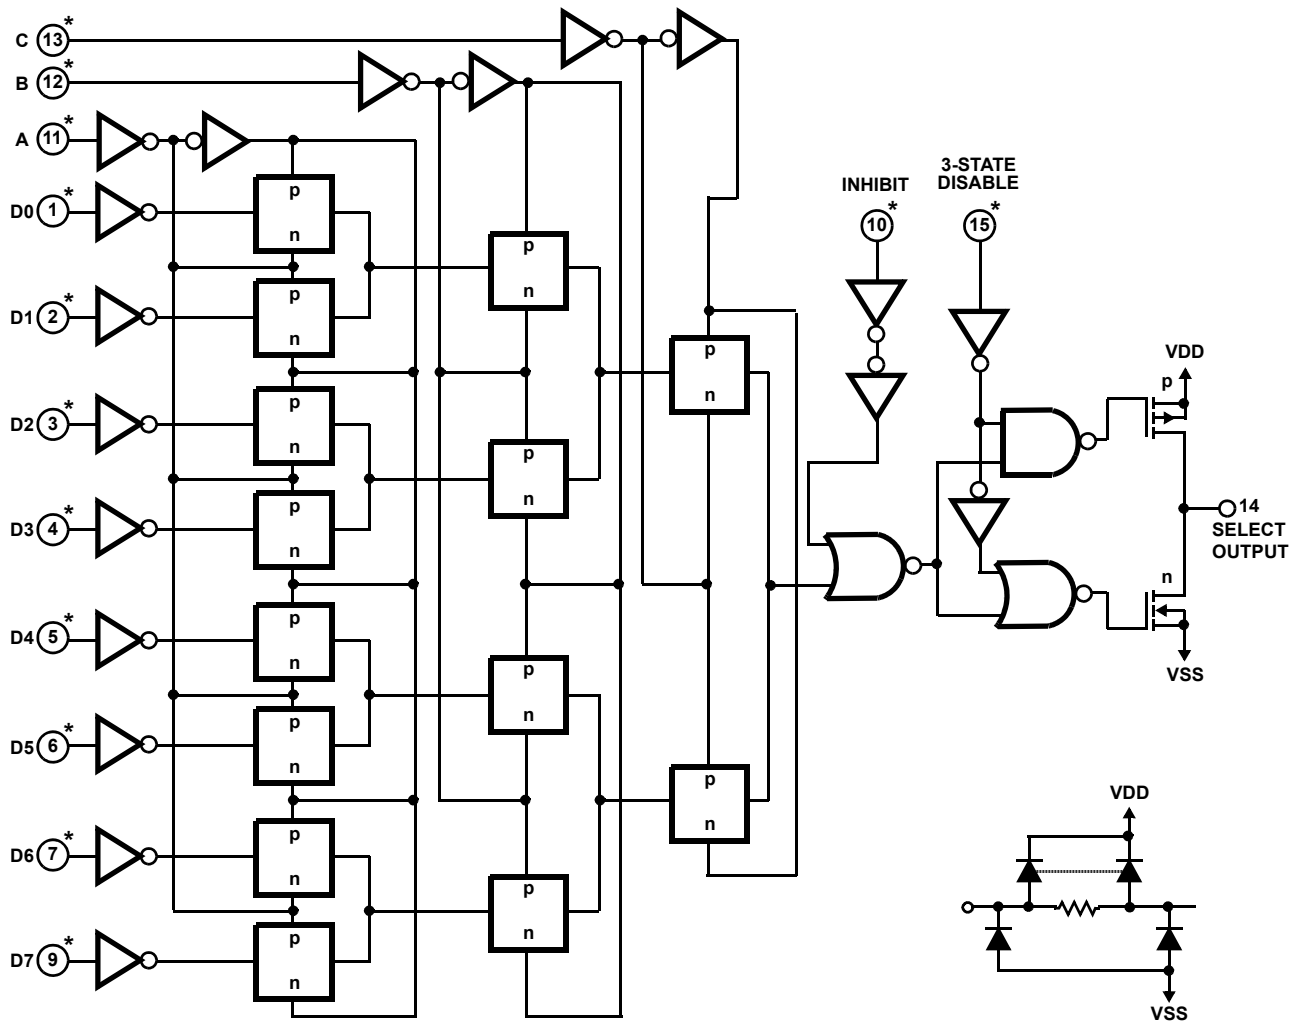 C 13 *
B 12 *
A 11 *
D0 1 *
D1 2 *
D2 3 *
D3 4 *
D4 5 *
D5 6 *
D6 7 *
D7 9 *
p
n
p
n
p
n
p
n
p
n
p
n
p
n
p
n
p
n
p
n
p
n
p
n
p
n
p
n
INHIBIT
10 *
3-STATE
DISABLE
15 *
VDD
p
14
SELECT
OUTPUT
n
VSS
VDD
VSS